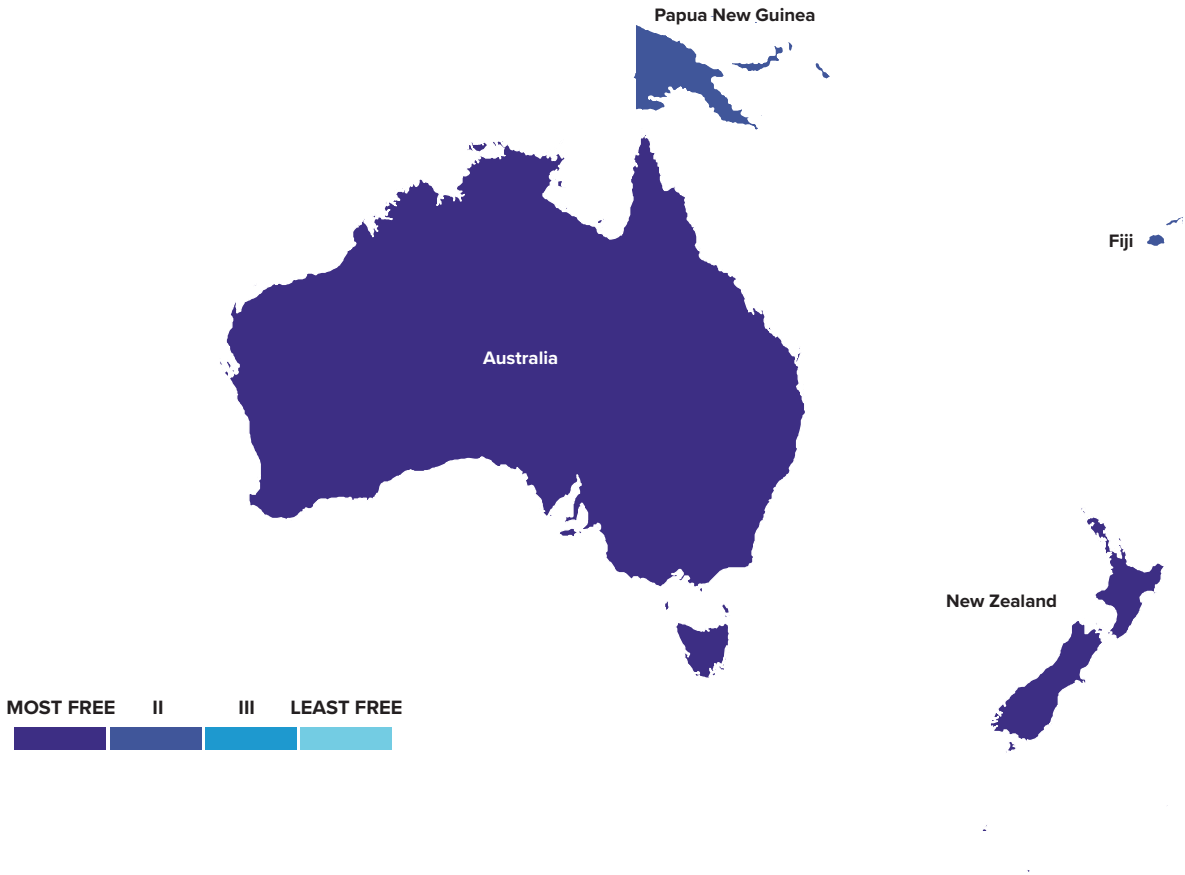 Papua New Guinea
Fiji
Australia
New Zealand
MOST FREE II III LEAST FREE